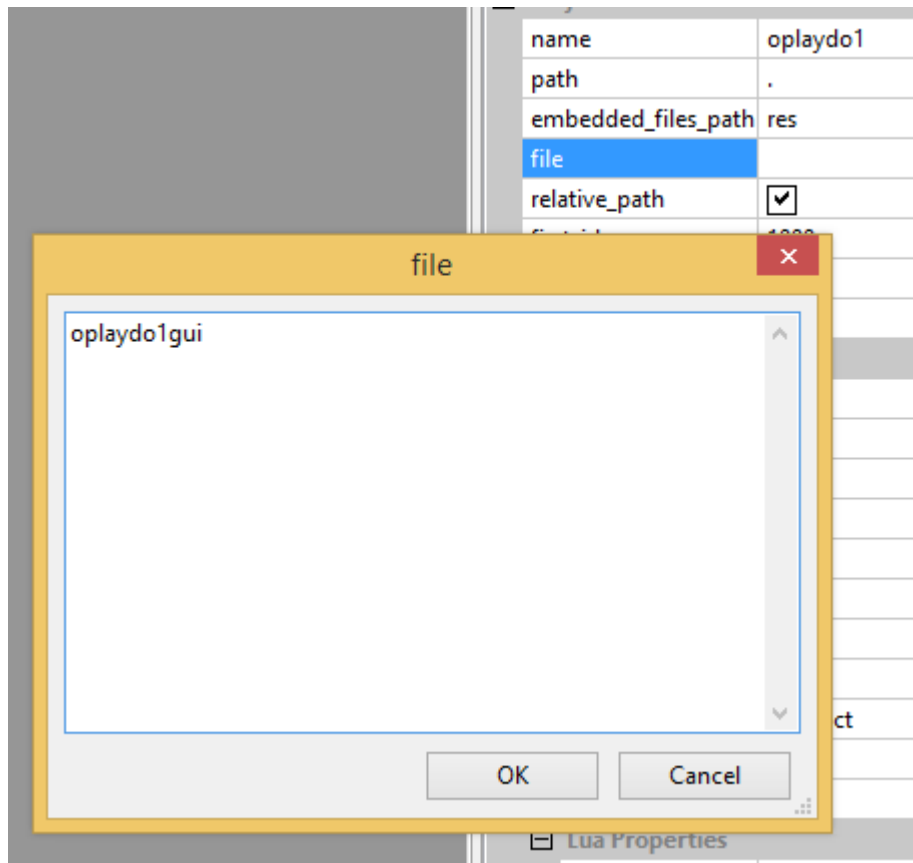 name oplaydo1
path .
embedded_files_path res
file
relative_path
file
oplaydo1gui
ct
OK Cancel
Lua Properties